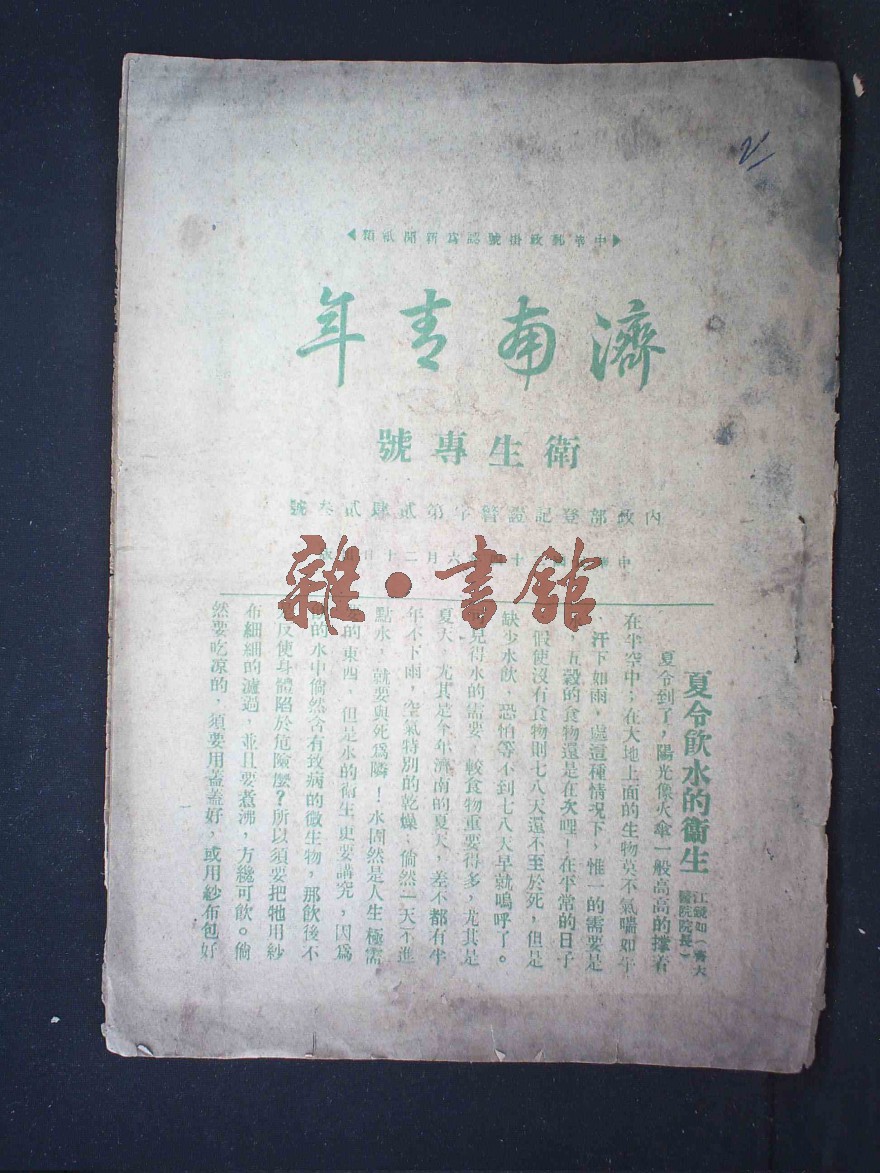 中華郵政掛號認為新聞紙類
濟南青年
衛生專號
內政部登記證警字第貳肆貳叁號
中華 十 六月二十日
雜·書館
夏令飲水的衛生
江鏡如(齊大醫院院長)
夏令到了，陽光像火傘一般高高的撐着
在半空中；在大地上面的生物莫不氣喘如牛
、汗下如雨，處這種情況下、惟一的需要是
五穀的食物還是在次哩！在平常的日子
假使沒有食物則七八天還不至於死，但是
缺少水飲，恐怕等不到七八天早就嗚呼了。
見得水的需要，較食物重要得多，尤其是
夏天，尤其是今年濟南的夏天，差不都有半
年不下雨，空氣特別的乾燥，倘然一天不進
點水，就要與死爲隣！水固然是人生極需
的東西，但是水的衛生更要講究，因爲
的水中倘然含有致病的微生物，那飲後不
反使身體陷於危險麼？所以須要把牠用紗
布細細的濾過，並且要煮沸，方纔可飲。倘
然要吃凉的，須要用蓋蓋好，或用紗布包好
一